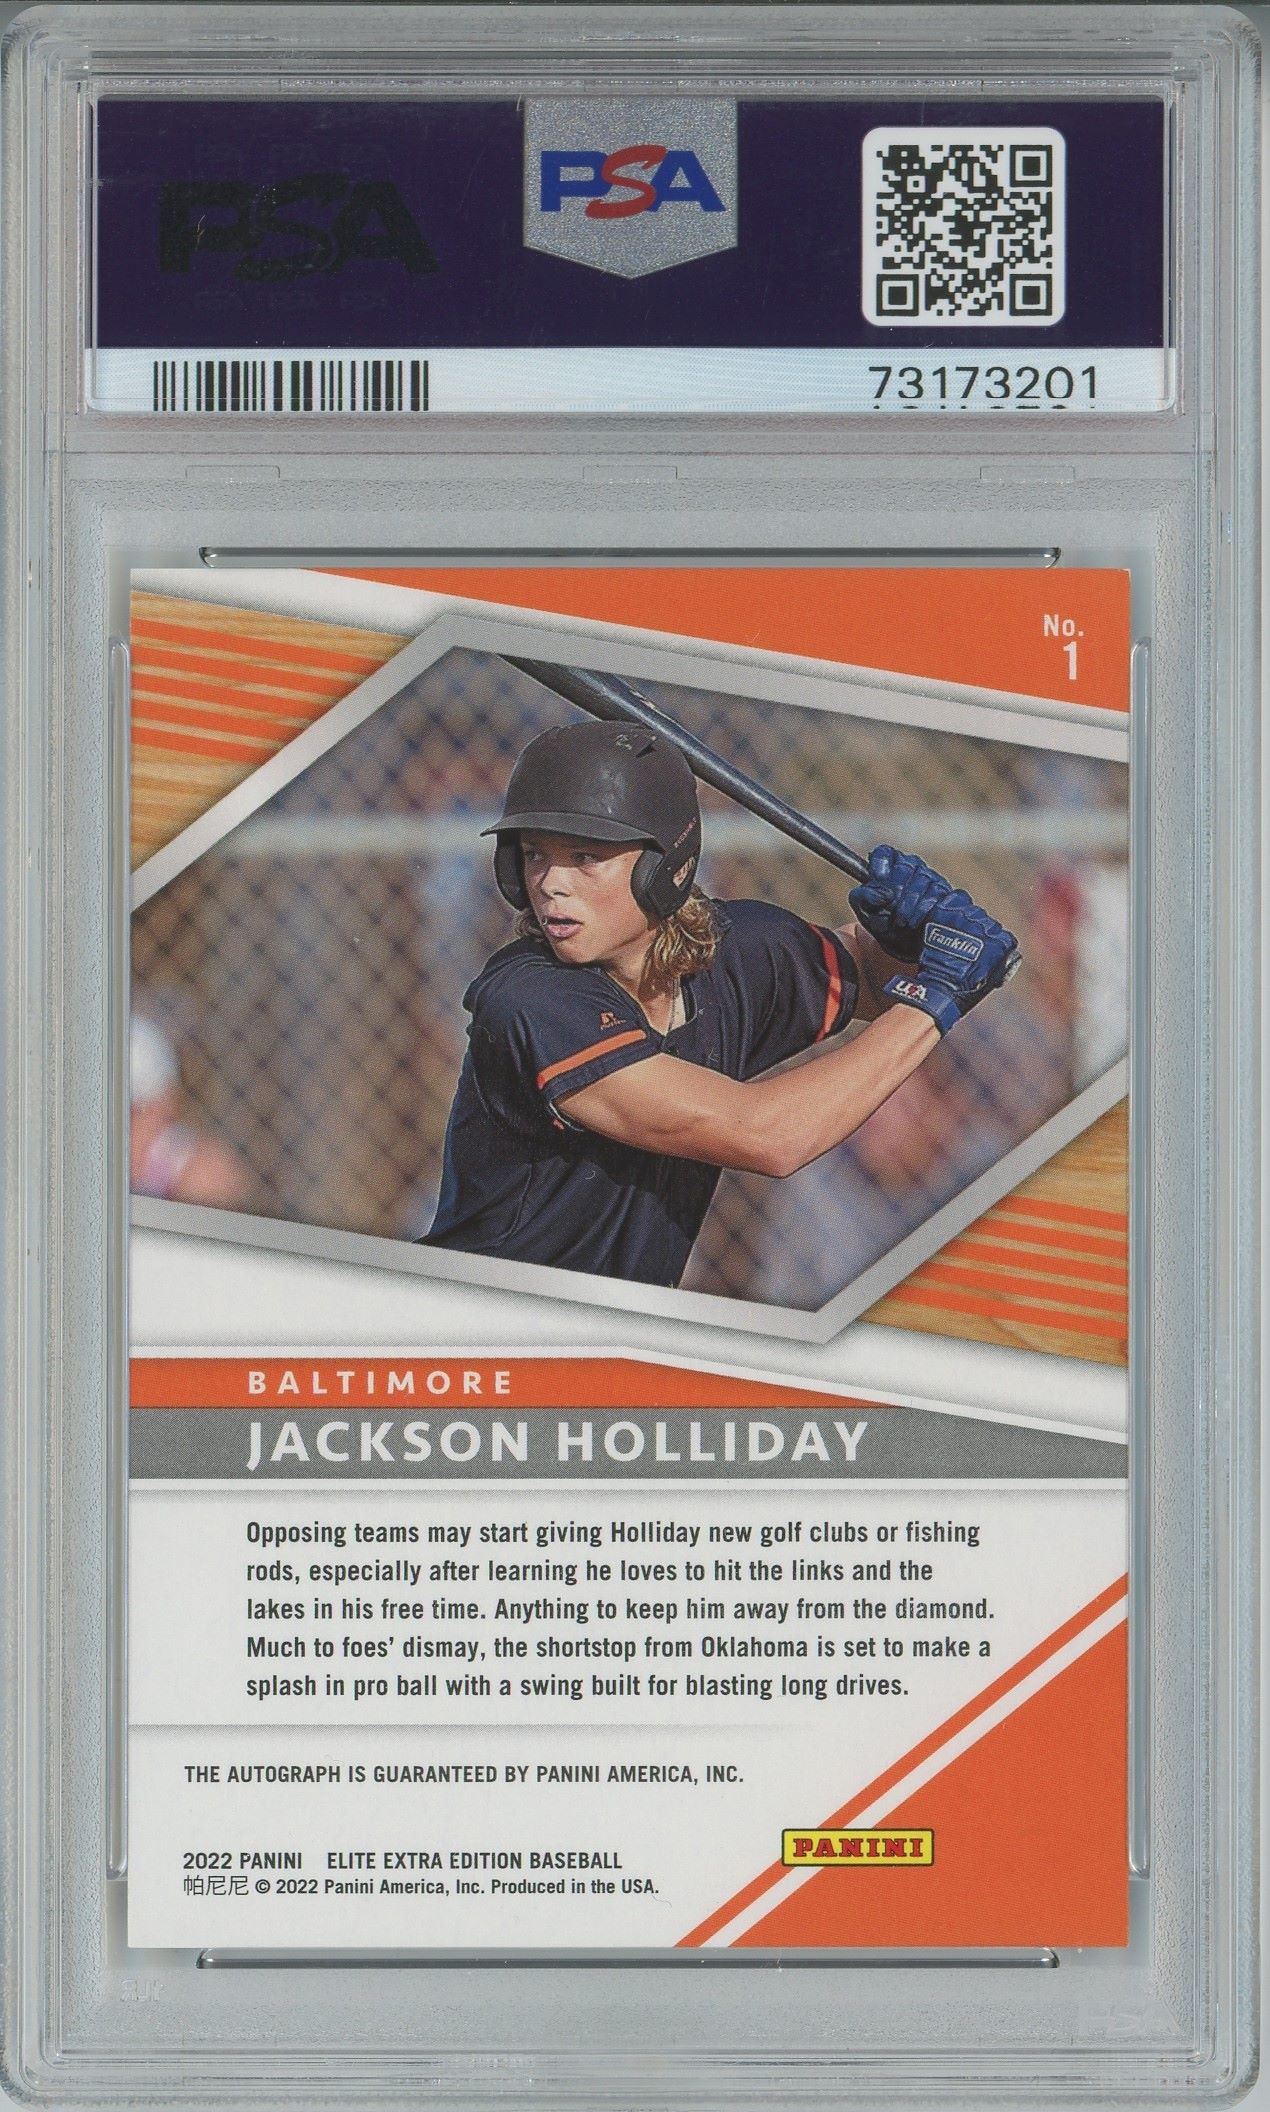 PSA
PSA
73173201
No.
1
Franklin
USA
BALTIMORE
JACKSON HOLLIDAY
Opposing teams may start giving Holliday new golf clubs or fishing
rods, especially after learning he loves to hit the links and the
lakes in his free time. Anything to keep him away from the diamond.
Much to foes' dismay, the shortstop from Oklahoma is set to make a
splash in pro ball with a swing built for blasting long drives.
THE AUTOGRAPH IS GUARANTEED BY PANINI AMERICA, INC.
PANINI
2022 PANINI ELITE EXTRA EDITION BASEBALL
帕尼尼 © 2022 Panini America, Inc. Produced in the USA.